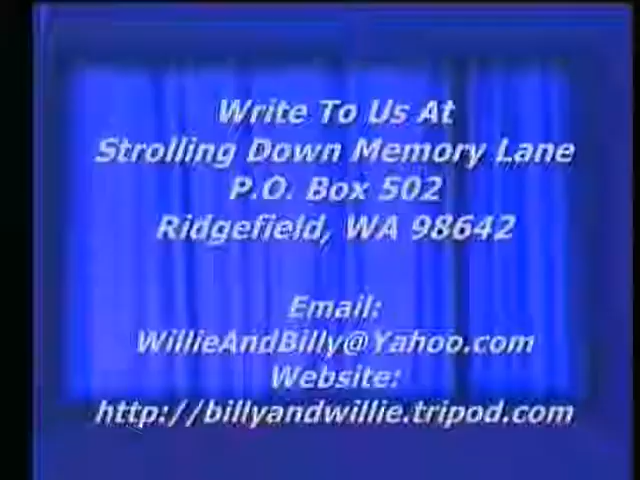 Write To Us At
Strolling Down Memory Lane
P.O. Box 502
Ridgefield, WA 98642
Email:
WillieAndBilly@Yahoo.com
Website:
http://billyandwillie.tripod.com